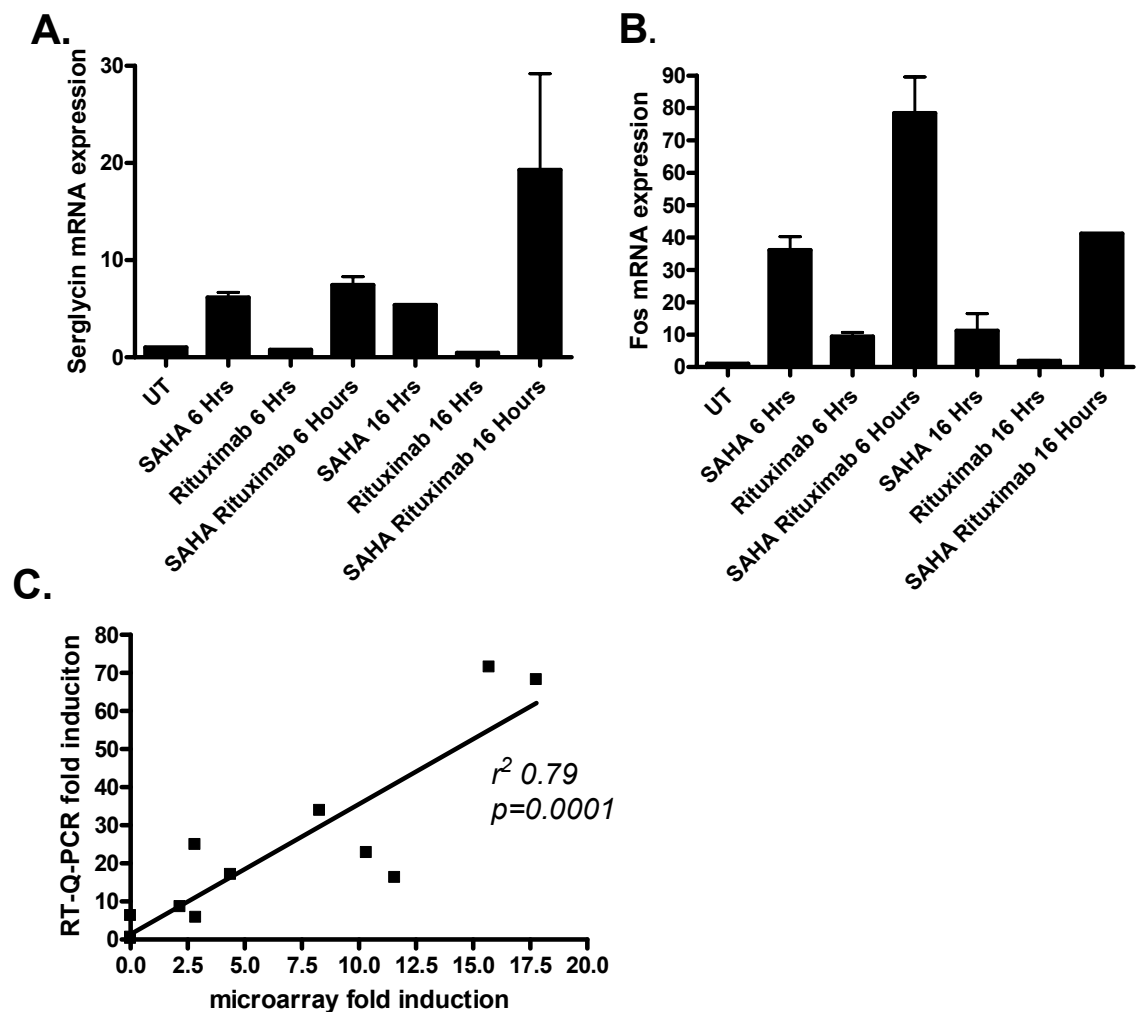 A.
Serglycin mRNA expression
30
20
10
0
UT
SAHA 6 Hrs
Rituximab 6 Hrs
SAHA Rituximab 6 Hours
SAHA 16 Hrs
Rituximab 16 Hrs
SAHA Rituximab 16 Hours
B.
Fos mRNA expression
90
80
70
60
50
40
30
20
10
0
UT
SAHA 6 Hrs
Rituximab 6 Hrs
SAHA Rituximab 6 Hours
SAHA 16 Hrs
Rituximab 16 Hrs
SAHA Rituximab 16 Hours
C.
RT-Q-PCR fold induciton
80
70
60
50
40
30
20
10
0
r² 0.79
p=0.0001
0.0 2.5 5.0 7.5 10.0 12.5 15.0 17.5 20.0
microarray fold induction